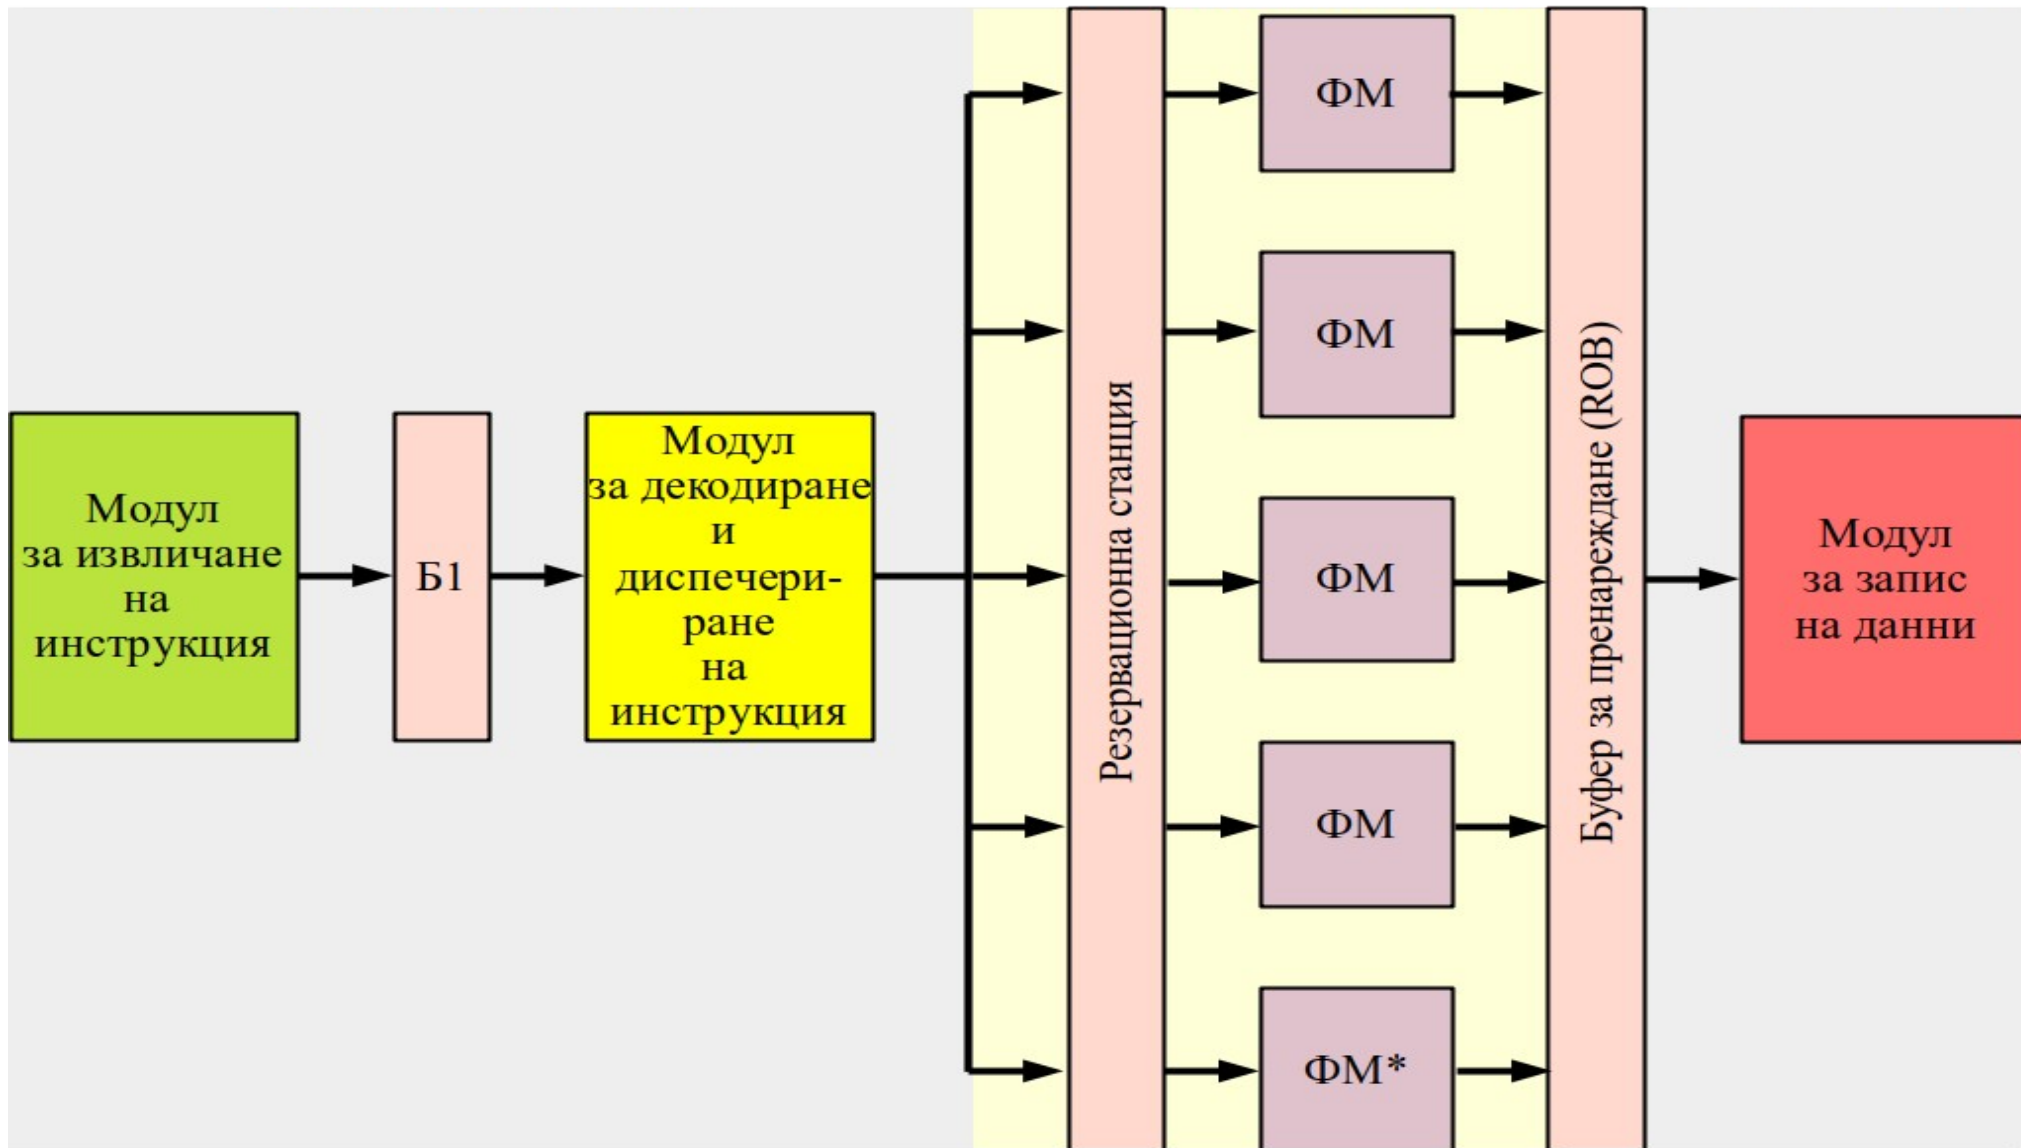 Модул
за извличане
на
инструкция
Б1
Модул
за декодиране
и
диспечери-
ране
на
инструкция
Резервационна станция
ФМ
ФМ
ФМ
ФМ
ФМ*
Буфер за пренареждане (ROB)
Модул
за запис
на данни